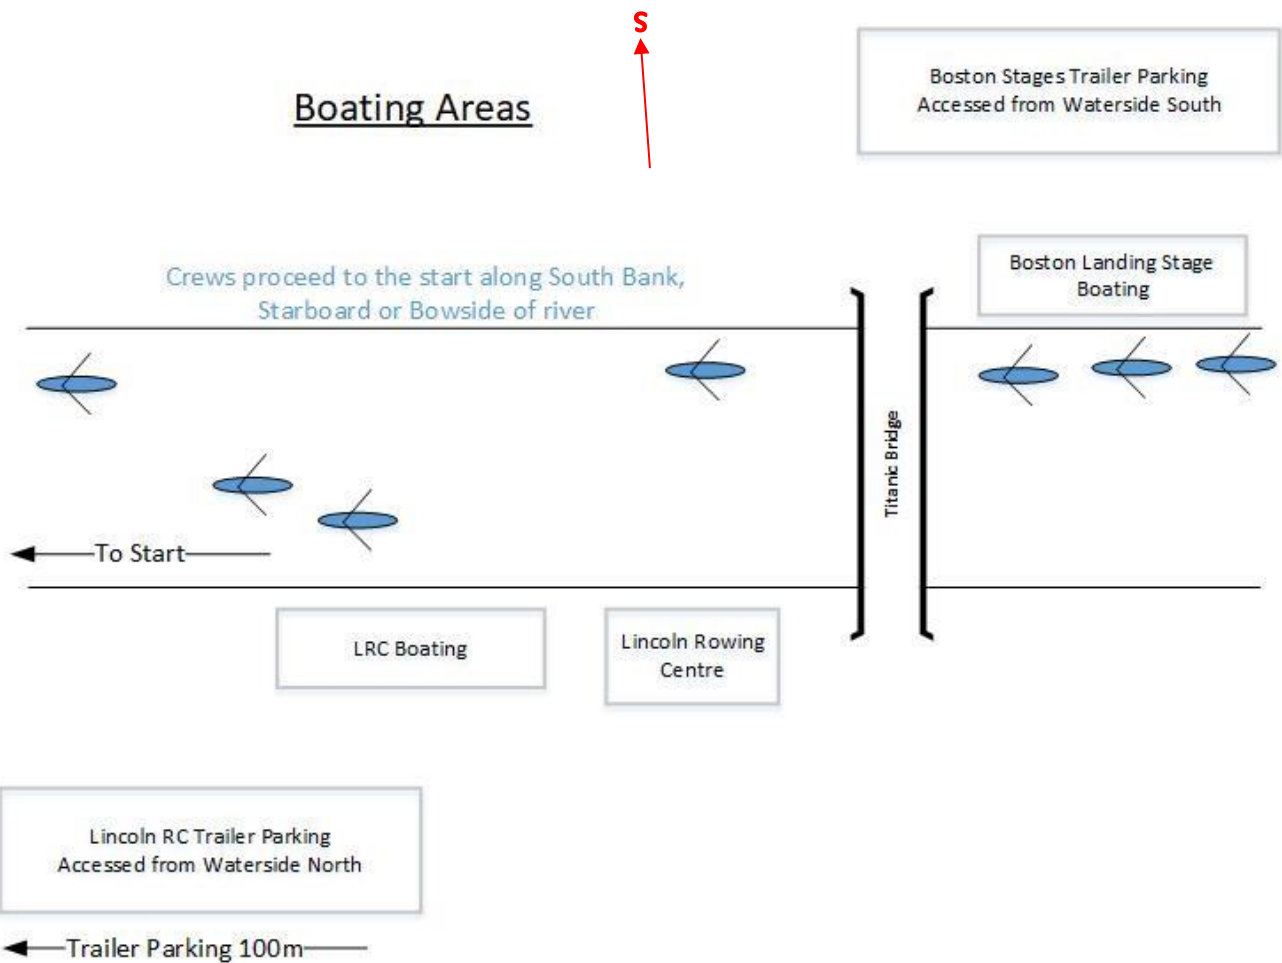 S
Boating Areas
Boston Stages Trailer Parking
Accessed from Waterside South
Crews proceed to the start along South Bank,
Starboard or Bowside of river
Boston Landing Stage
Boating
Titanic Bridge
To Start
LRC Boating
Lincoln Rowing
Centre
Lincoln RC Trailer Parking
Accessed from Waterside North
Trailer Parking 100m